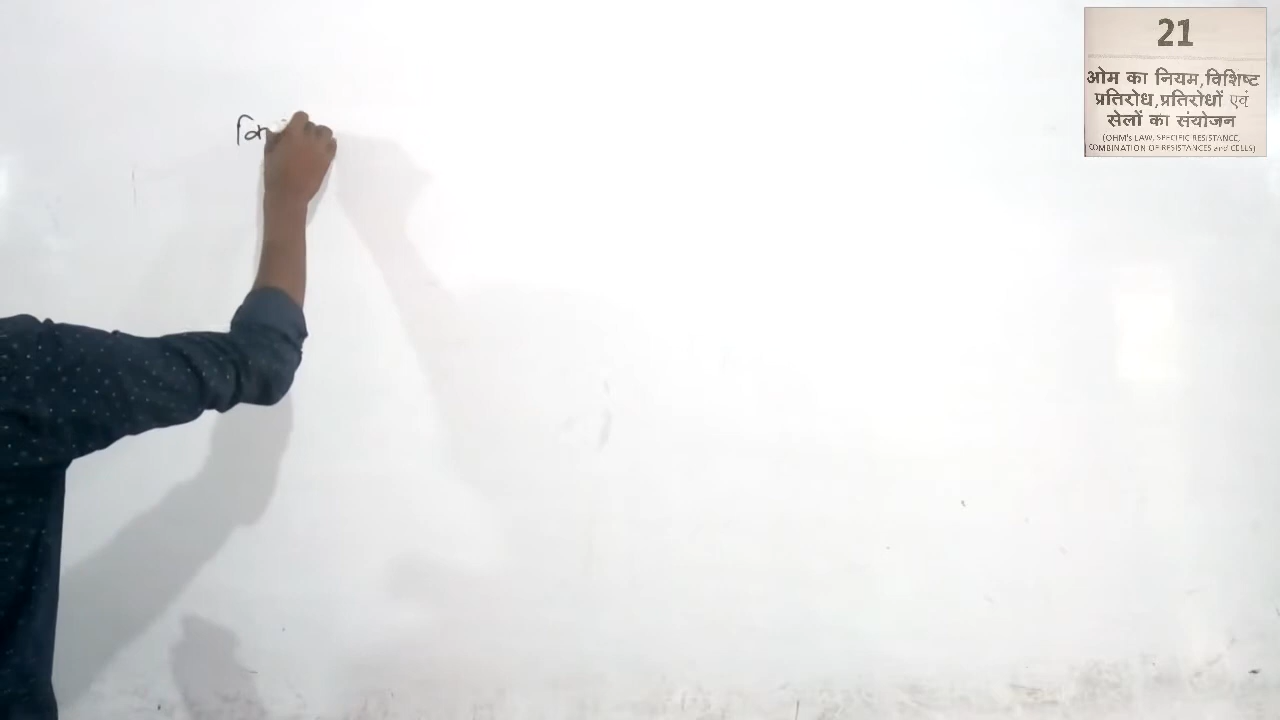 वि
21
ओम का नियम,विशिष्ट
प्रतिरोध,प्रतिरोधों एवं
सेलों का संयोजन
(OHM's LAW, SPECIFIC RESISTANCE,
COMBINATION OF RESISTANCES and CELLS)